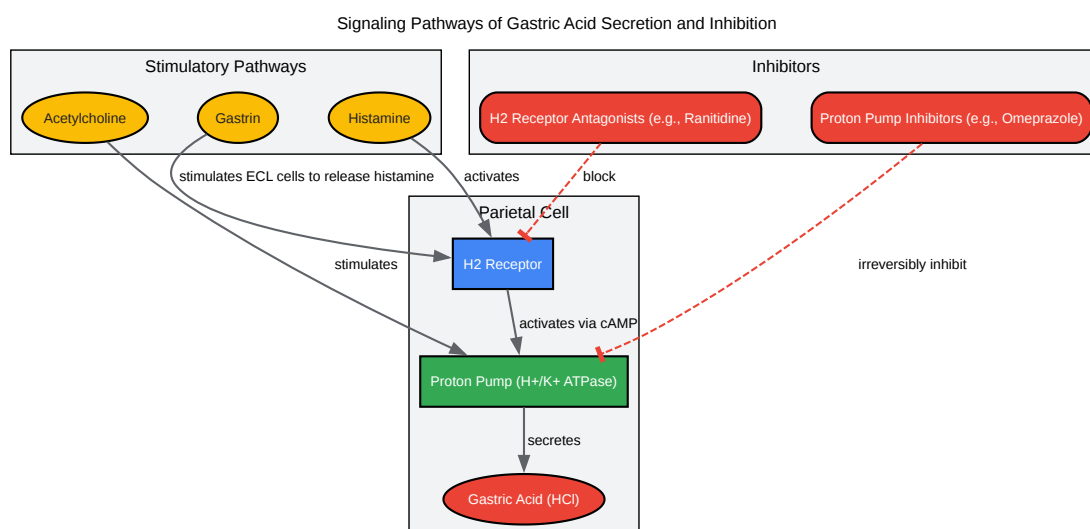 Signaling Pathways of Gastric Acid Secretion and Inhibition
Stimulatory Pathways
Inhibitors
Acetylcholine
Gastrin
Histamine
H2 Receptor Antagonists (e.g., Ranitidine)
Proton Pump Inhibitors (e.g., Omeprazole)
stimulates ECL cells to release histamine
activates
block
Parietal Cell
stimulates
H2 Receptor
irreversibly inhibit
activates via cAMP
Proton Pump (H+/K+ ATPase)
secretes
Gastric Acid (HCl)